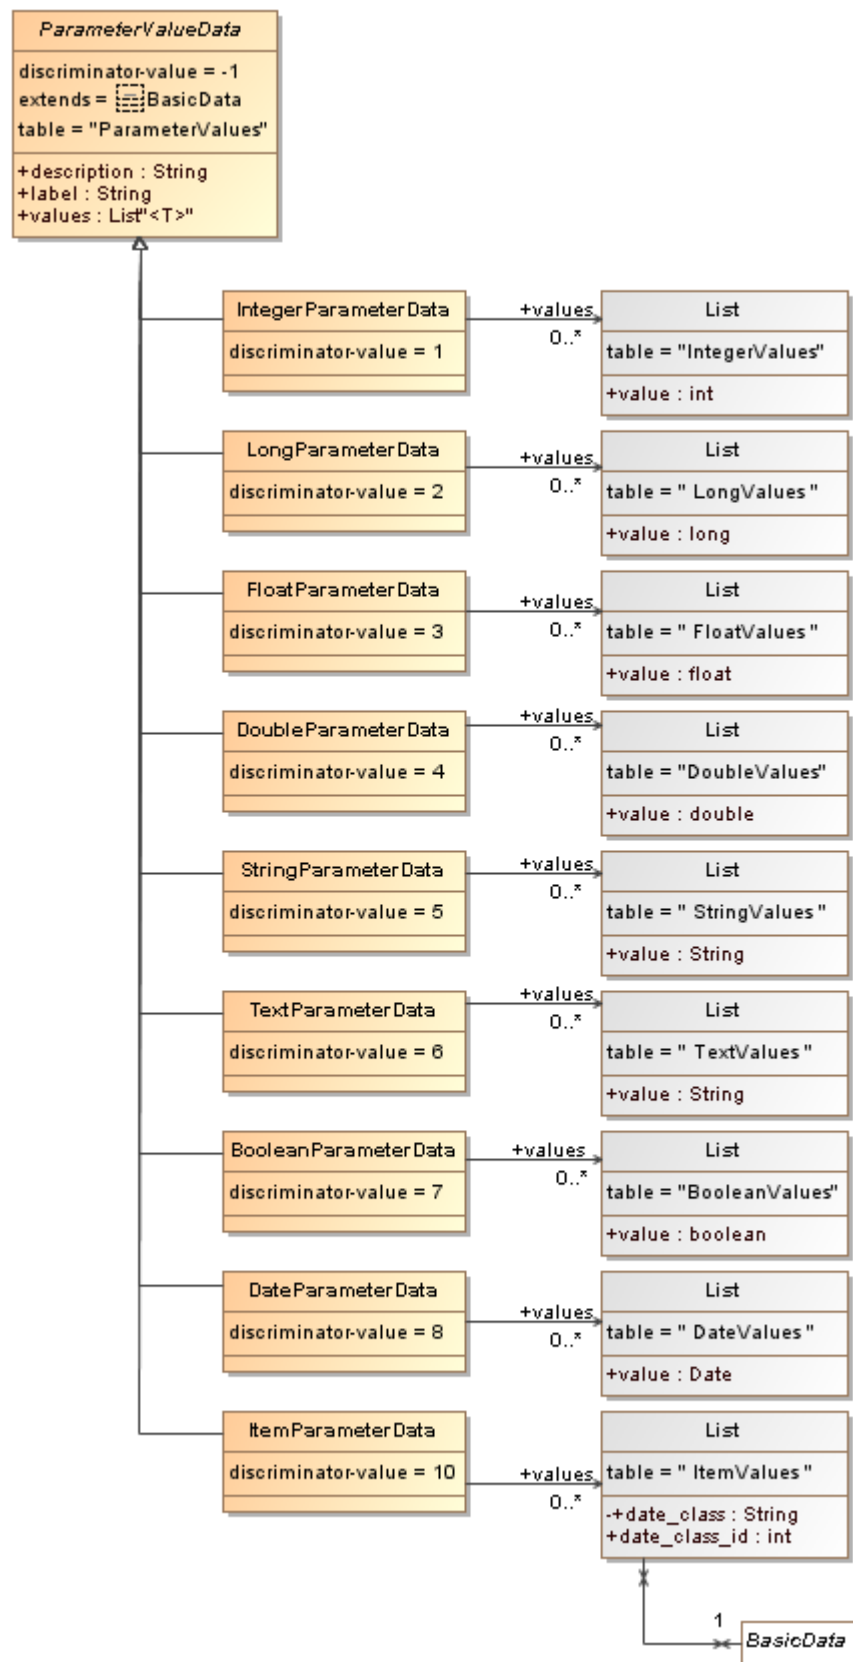 ParameterValueData
discriminator-value = -1
extends = BasicData
table = "ParameterValues"
+description : String
+label : String
+values : List"<T>"
IntegerParameterData
discriminator-value = 1
+values
0..*
List
table = "IntegerValues"
+value : int
LongParameterData
discriminator-value = 2
+values
0..*
List
table = " LongValues "
+value : long
FloatParameterData
discriminator-value = 3
+values
0..*
List
table = " FloatValues "
+value : float
DoubleParameterData
discriminator-value = 4
+values
0..*
List
table = "DoubleValues"
+value : double
StringParameterData
discriminator-value = 5
+values
0..*
List
table = " StringValues "
+value : String
TextParameterData
discriminator-value = 6
+values
0..*
List
table = " TextValues "
+value : String
BooleanParameterData
discriminator-value = 7
+values
0..*
List
table = "BooleanValues"
+value : boolean
DateParameterData
discriminator-value = 8
+values
0..*
List
table = " DateValues "
+value : Date
ItemParameterData
discriminator-value = 10
+values
0..*
List
table = " ItemValues "
-+date_class : String
+date_class_id : int
1
BasicData